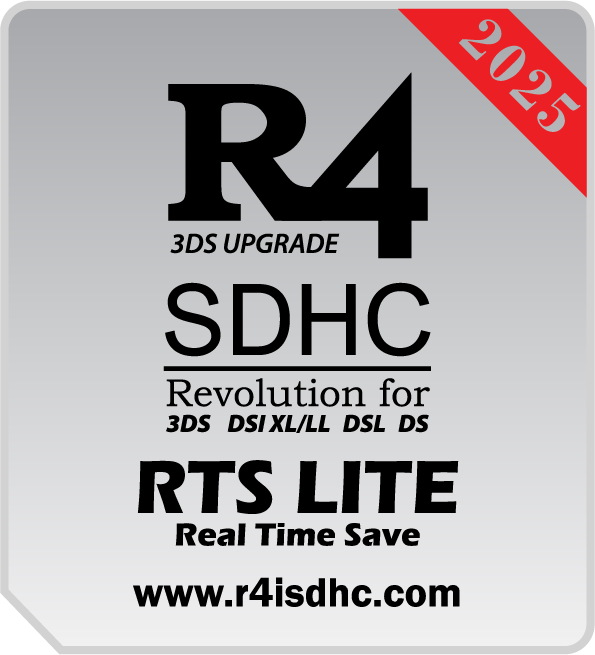 2025
R4
3DS UPGRADE
SDHC
Revolution for
3DS DSI XL/LL DSL DS
RTS LITE
Real Time Save
www.r4isdhc.com